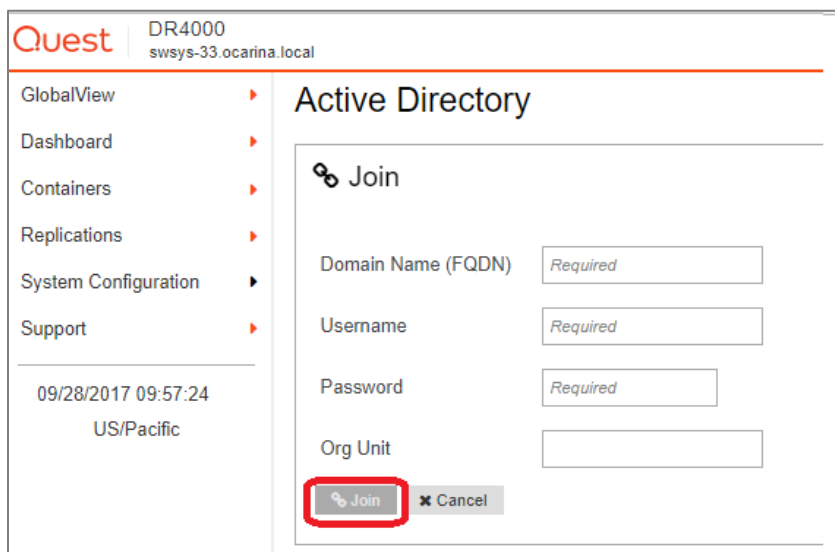 Quest
DR4000
swsys-33.ocarina.local
GlobalView
Dashboard
Containers
Replications
System Configuration
Support
09/28/2017 09:57:24
US/Pacific
Active Directory
Join
Domain Name (FQDN) Required
Username Required
Password Required
Org Unit
Join Cancel